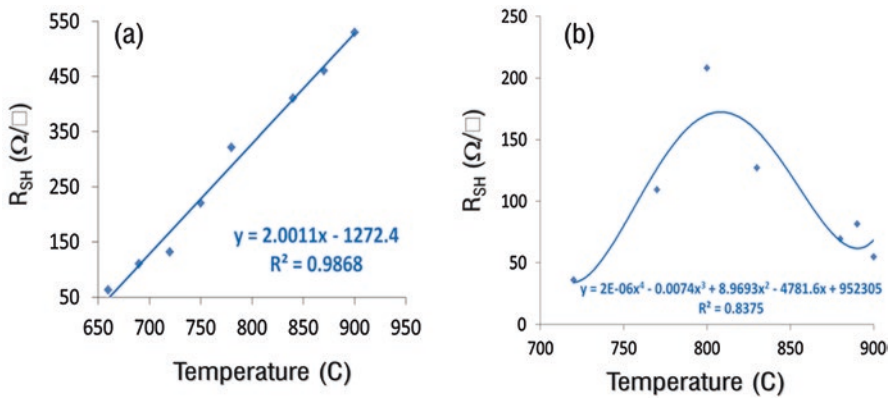 (a)
R_SH (Ω/□)
550
450
350
250
150
50
650 700 750 800 850 900 950
Temperature (C)
y = 2.0011x - 1272.4
R² = 0.9868
(b)
R_SH (Ω/□)
250
200
150
100
50
0
700 750 800 850 900
Temperature (C)
y = 2E-06x⁴ - 0.0074x³ + 8.9693x² - 4781.6x + 952305
R² = 0.8375